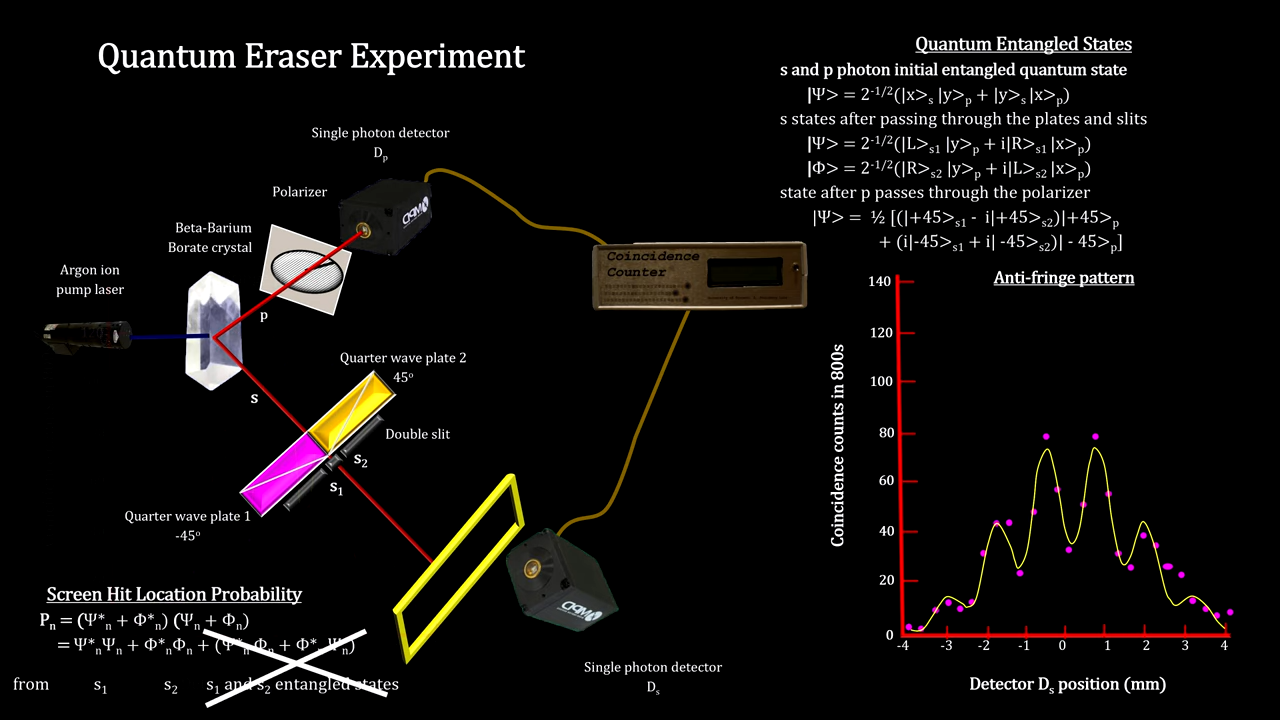 Quantum Eraser Experiment
Quantum Entangled States
s and p photon initial entangled quantum state
|Ψ> = 2⁻¹/²(|x>ₛ |y>ₚ + |y>ₛ |x>ₚ)
s states after passing through the plates and slits
|Ψ> = 2⁻¹/²(|L>ₛ₁ |y>ₚ + i|R>ₛ₁ |x>ₚ)
|Φ> = 2⁻¹/²(|R>ₛ₂ |y>ₚ + i|L>ₛ₂ |x>ₚ)
state after p passes through the polarizer
|Ψ> = ½ [(|+45>ₛ₁ - i|+45>ₛ₂)|+45>ₚ
+ (i|-45>ₛ₁ + i| -45>ₛ₂)| - 45>ₚ]
Single photon detector
Dₚ
Polarizer
Beta-Barium
Borate crystal
Argon ion
pump laser
p
s
Coincidence
Counter
Quarter wave plate 2
45º
Double slit
s₂
s₁
Quarter wave plate 1
-45º
Single photon detector
Dₛ
Screen Hit Location Probability
Pₙ = (Ψ*ₙ + Φ*ₙ) (Ψₙ + Φₙ)
= Ψ*ₙΨₙ + Φ*ₙΦₙ + (Ψ*ₙΦₙ + Φ*ₙΨₙ)
from s₁ s₂ s₁ and s₂ entangled states
Anti-fringe pattern
Coincidence counts in 800s
140
120
100
80
60
40
20
0
-4 -3 -2 -1 0 1 2 3 4
Detector Dₛ position (mm)